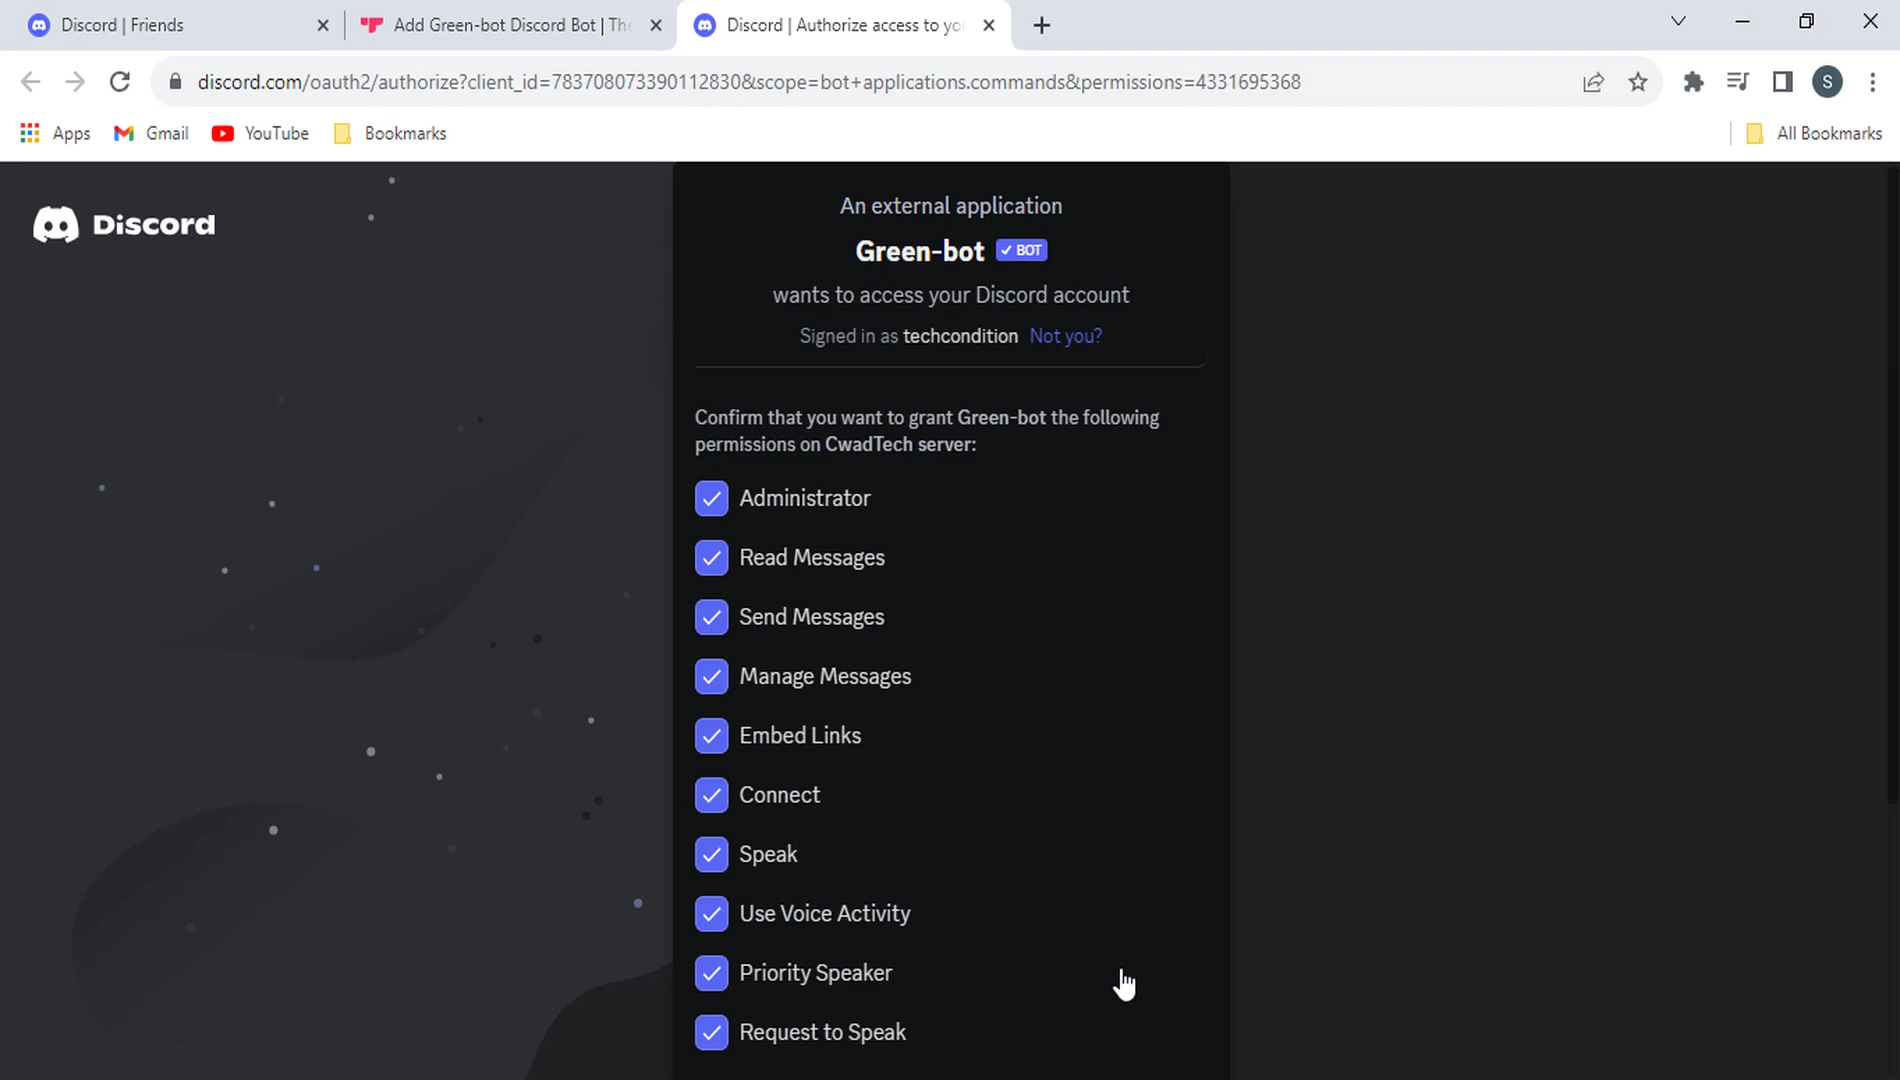 Discord | Friends
Add Green-bot Discord Bot | The
Discord | Authorize access to yo
discord.com/oauth2/authorize?client_id=783708073390112830&scope=bot+applications.commands&permissions=4331695368
S
Apps
Gmail
YouTube
Bookmarks
All Bookmarks
Discord
An external application
Green-bot ✓ BOT
wants to access your Discord account
Signed in as techcondition Not you?
Confirm that you want to grant Green-bot the following
permissions on CwadTech server:
Administrator
Read Messages
Send Messages
Manage Messages
Embed Links
Connect
Speak
Use Voice Activity
Priority Speaker
Request to Speak